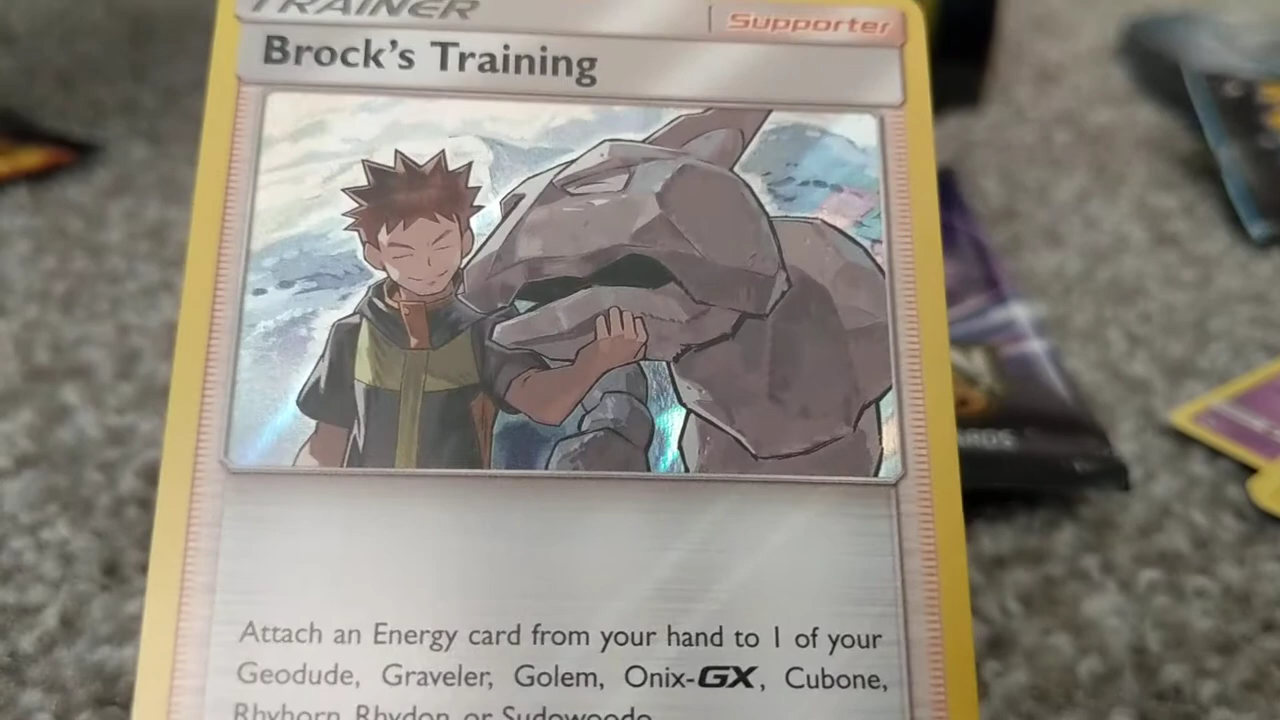 TRAINER
Supporter
Brock's Training
Attach an Energy card from your hand to 1 of your
Geodude, Graveler, Golem, Onix-GX, Cubone,
Rhyhorn, Rhydon or Sudowoodo